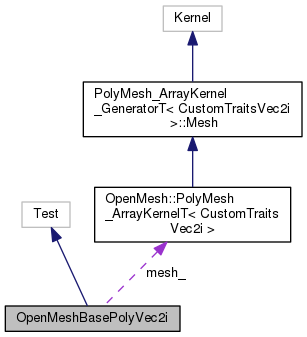 Kernel
PolyMesh_ArrayKernel
_GeneratorT< CustomTraitsVec2i
>::Mesh
OpenMesh::PolyMesh
_ArrayKernelT< CustomTraits
Vec2i >
Test
mesh_
OpenMeshBasePolyVec2i